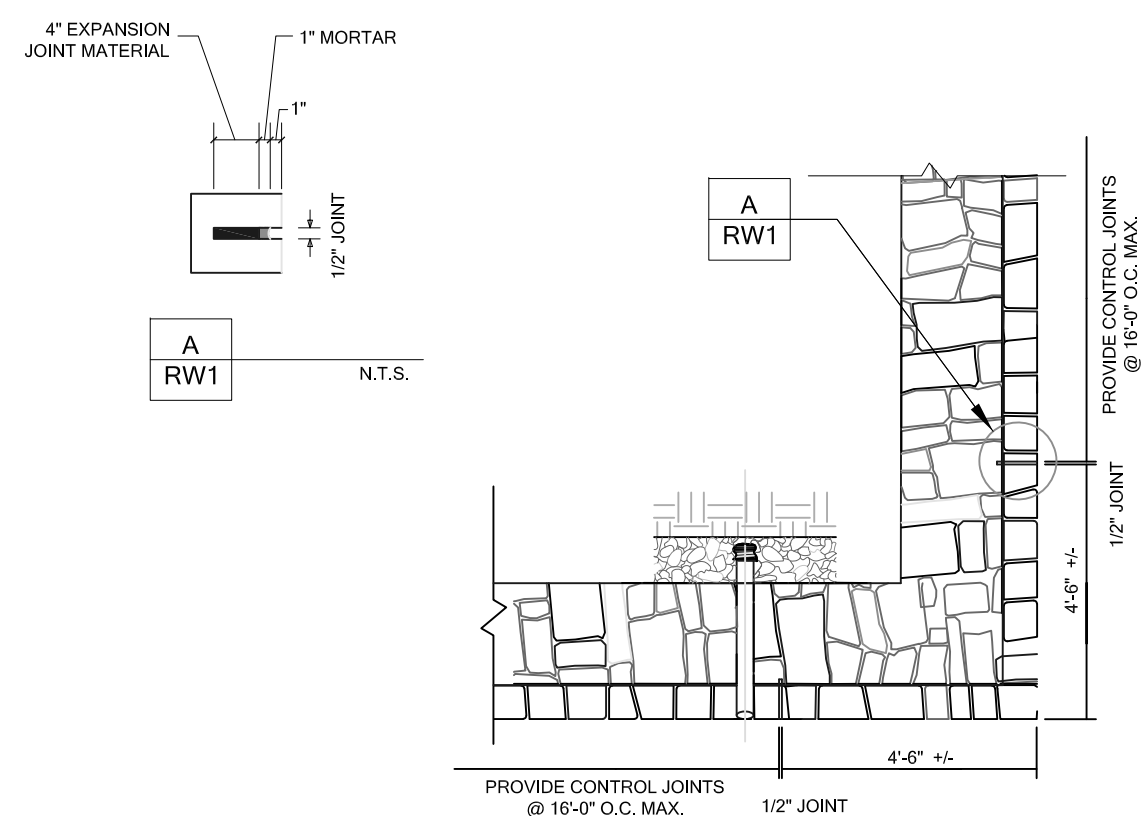 4" EXPANSION
JOINT MATERIAL
1" MORTAR
1"
1/2" JOINT
A
RW1
N.T.S.
A
RW1
PROVIDE CONTROL JOINTS
@ 16'-0" O.C. MAX.
1/2" JOINT
4'-6" +/-
4'-6" +/-
PROVIDE CONTROL JOINTS
@ 16'-0" O.C. MAX.
1/2" JOINT